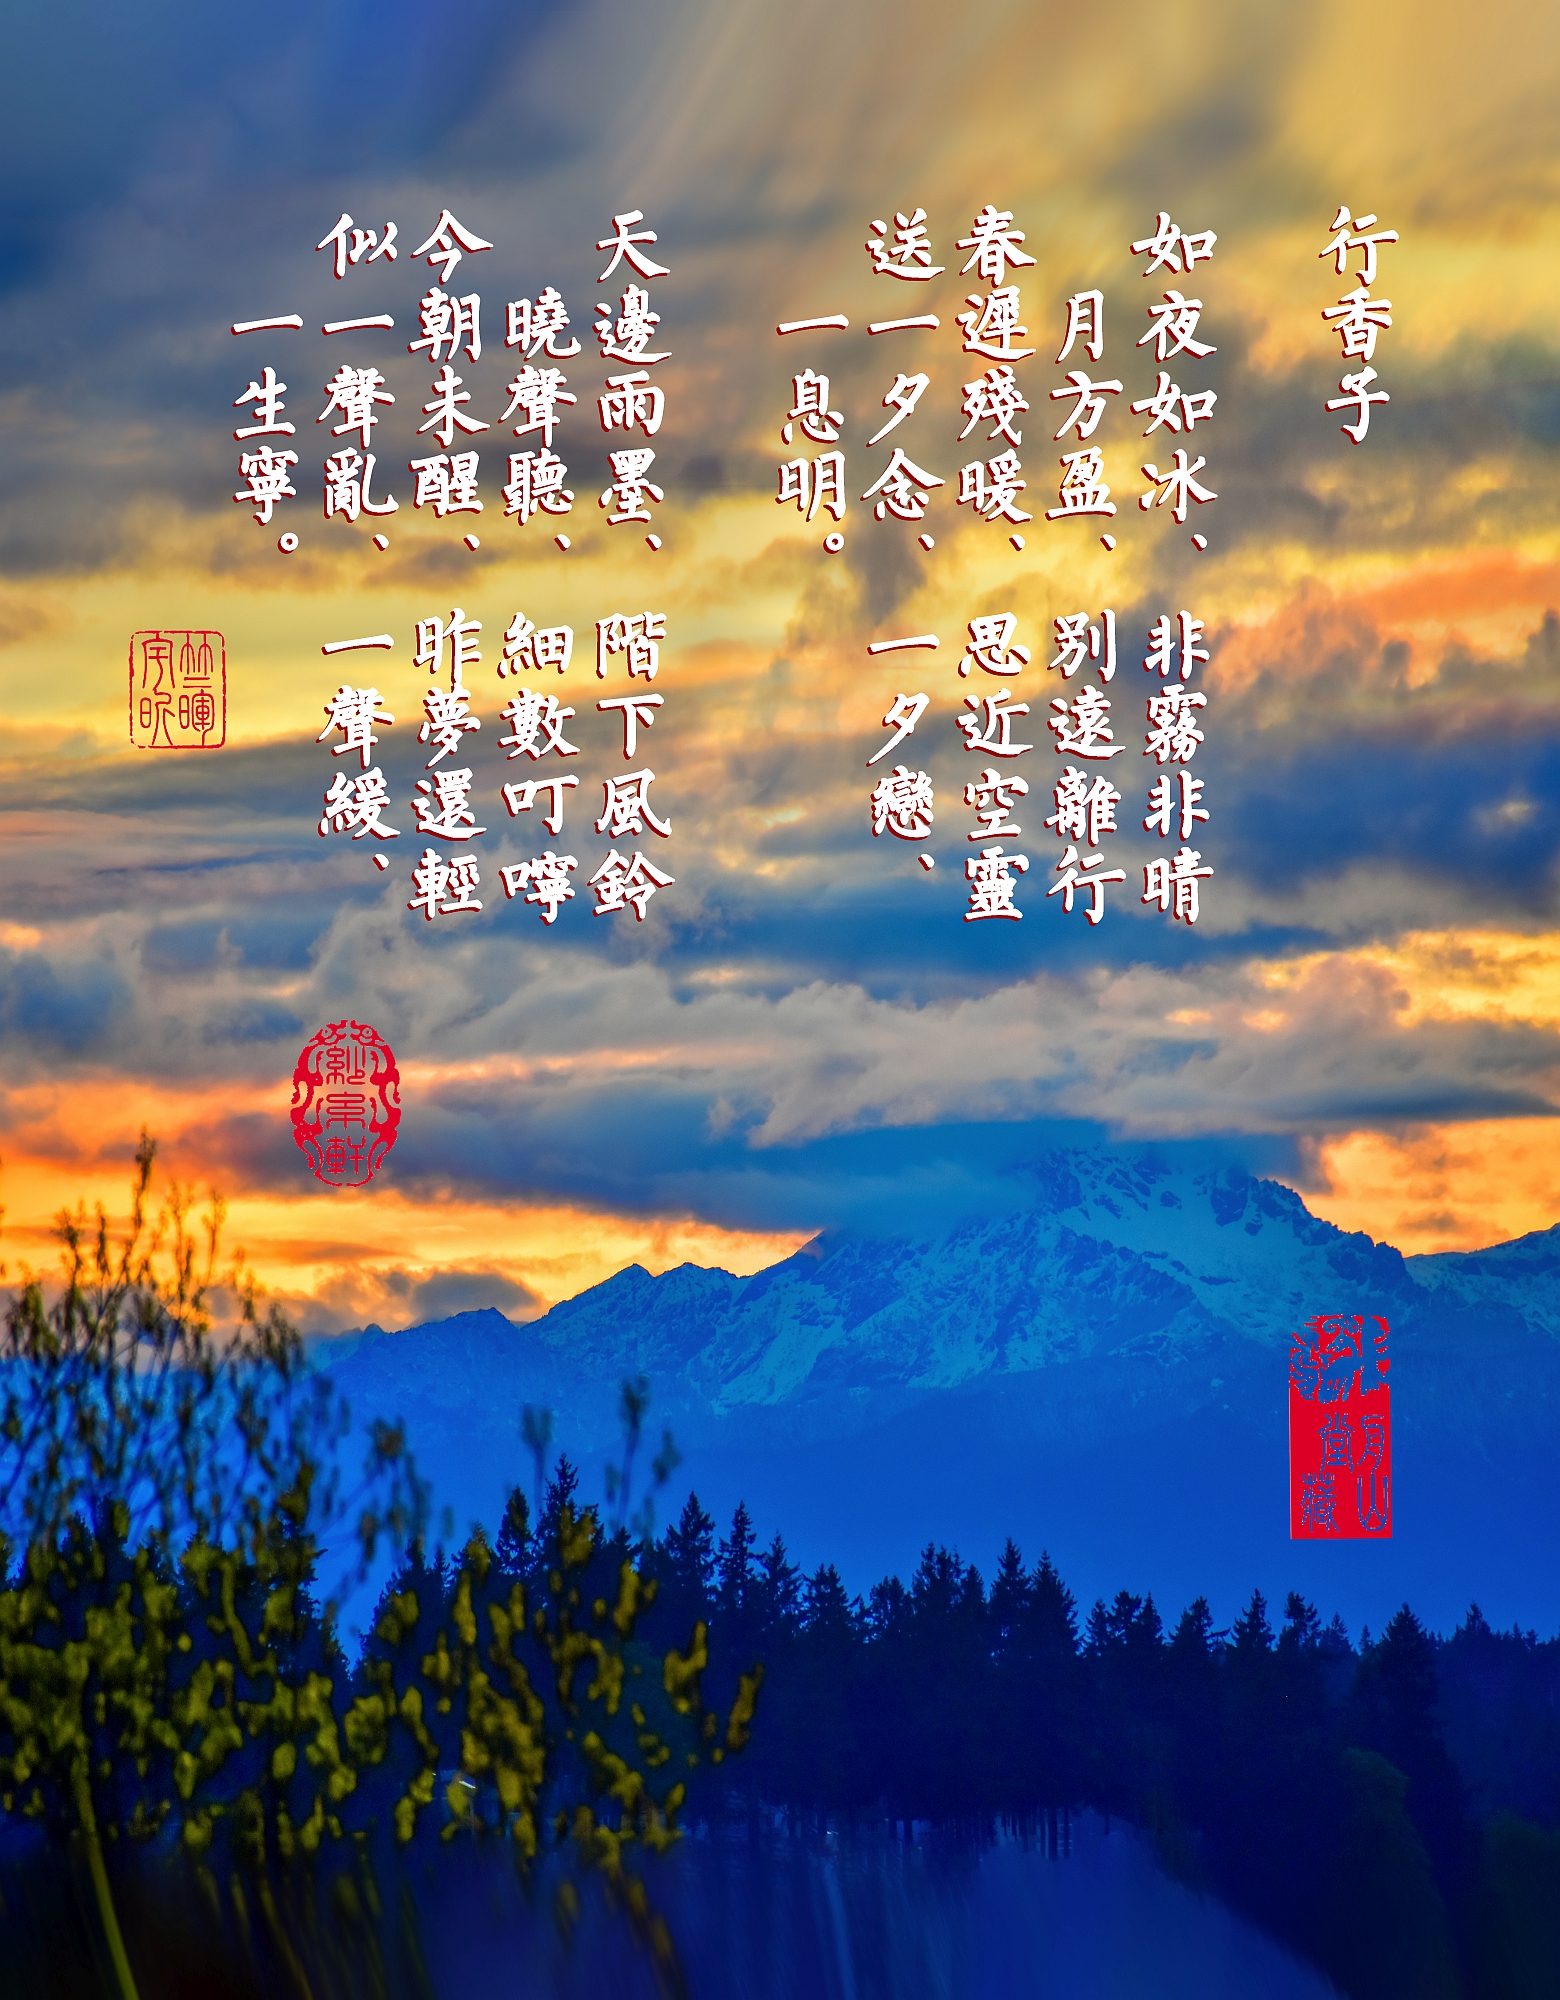 行香子
如夜如冰、非霧非晴
月方盈、別遠離行
春遲殘暖、思近空靈
送一夕念、一夕戀、
一息明。
天邊雨墨、階下風鈴
曉聲聽、細數叮嚀
今朝未醒、昨夢還輕
似一聲亂、一聲緩、
一生寧。